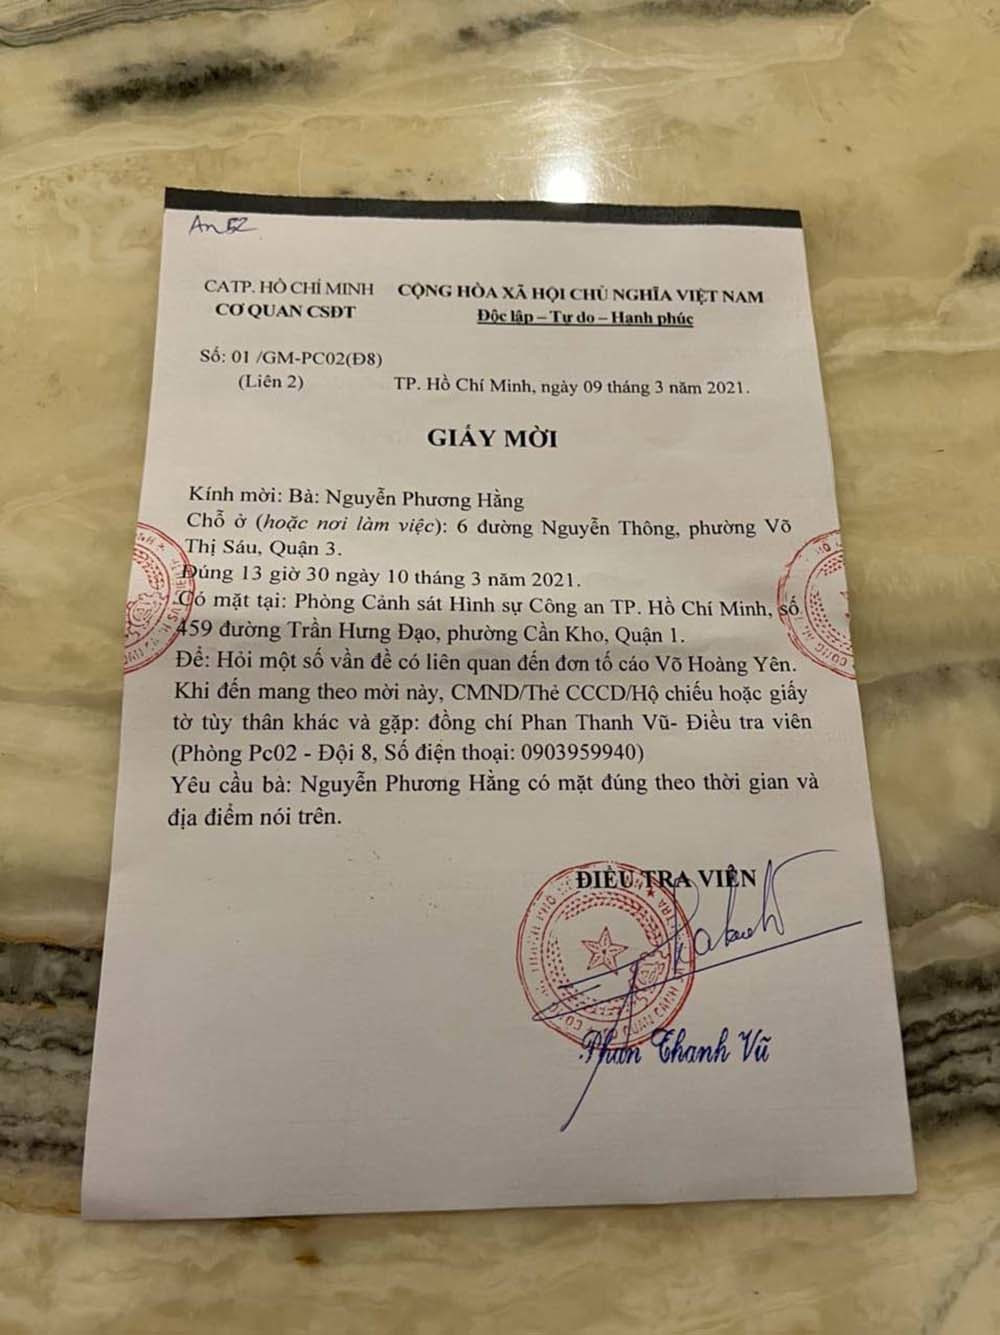 An 52
CATP. HỒ CHÍ MINH
CƠ QUAN CSĐT
CỘNG HÒA XÃ HỘI CHỦ NGHĨA VIỆT NAM
Độc lập – Tự do – Hạnh phúc
Số: 01 /GM-PC02(Đ8)
(Liên 2)
TP. Hồ Chí Minh, ngày 09 tháng 3 năm 2021.
GIẤY MỜI
Kính mời: Bà: Nguyễn Phương Hằng
Chỗ ở (hoặc nơi làm việc): 6 đường Nguyễn Thông, phường Võ
Thị Sáu, Quận 3.
Đúng 13 giờ 30 ngày 10 tháng 3 năm 2021.
Có mặt tại: Phòng Cảnh sát Hình sự Công an TP. Hồ Chí Minh, số
459 đường Trần Hưng Đạo, phường Cần Kho, Quận 1.
Để: Hỏi một số vấn đề có liên quan đến đơn tố cáo Võ Hoàng Yên.
Khi đến mang theo mời này, CMND/Thẻ CCCD/Hộ chiếu hoặc giấy
tờ tùy thân khác và gặp: đồng chí Phan Thanh Vũ- Điều tra viên
(Phòng Pc02 - Đội 8, Số điện thoại: 0903959940)
Yêu cầu bà: Nguyễn Phương Hằng có mặt đúng theo thời gian và
địa điểm nói trên.
ĐIỀU TRA VIÊN
Phan Thanh Vũ